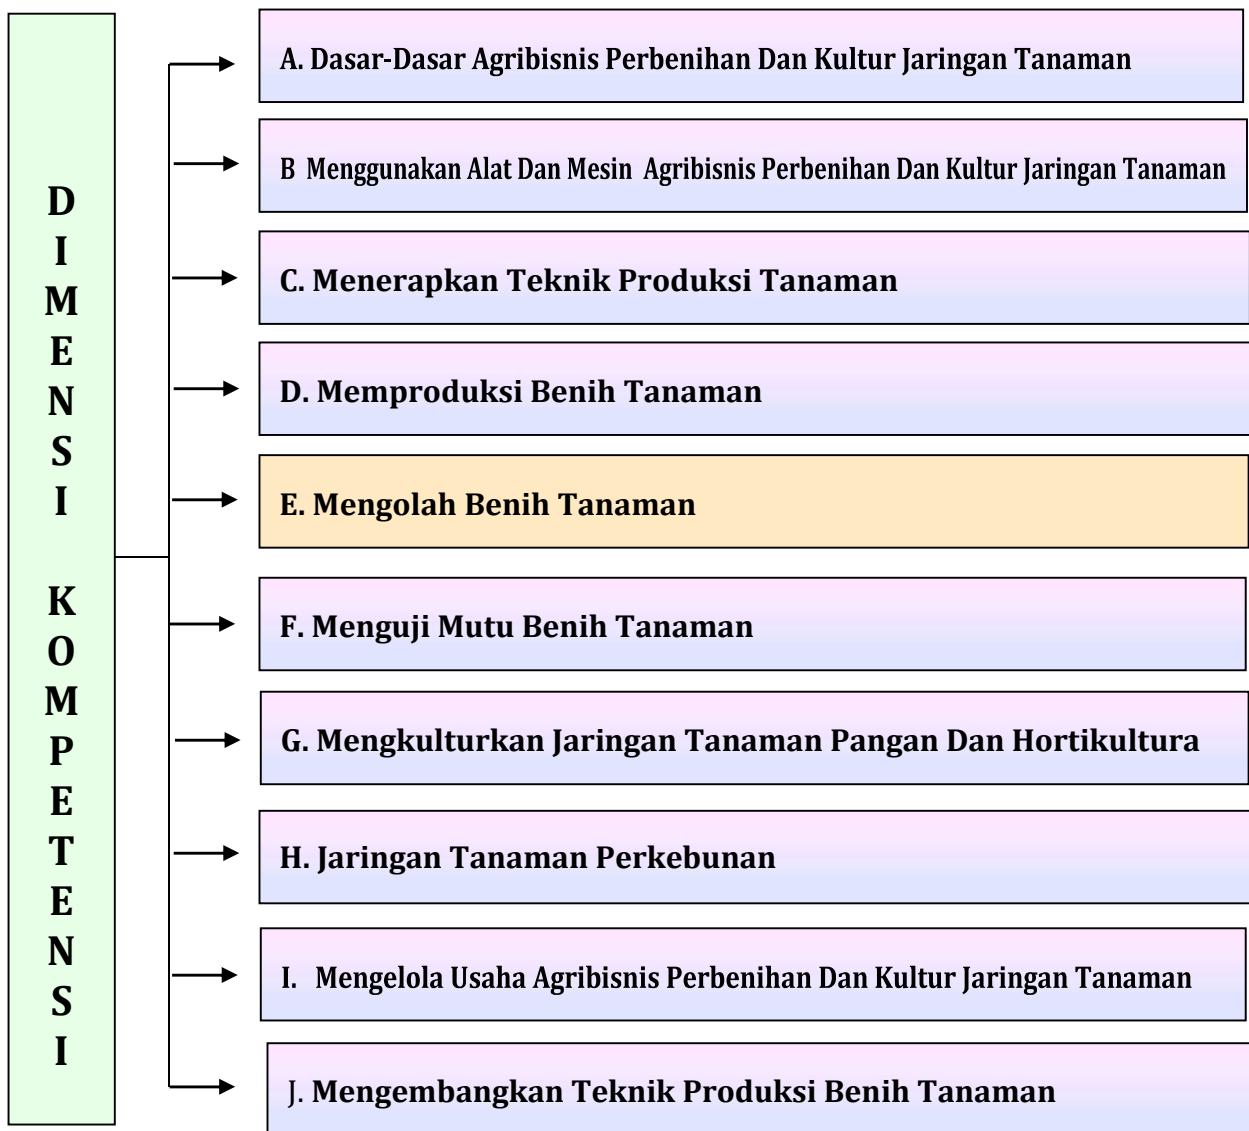 DIMENSI KOMPETENSI
A. Dasar-Dasar Agribisnis Perbenihan Dan Kultur Jaringan Tanaman
B Menggunakan Alat Dan Mesin Agribisnis Perbenihan Dan Kultur Jaringan Tanaman
C. Menerapkan Teknik Produksi Tanaman
D. Memproduksi Benih Tanaman
E. Mengolah Benih Tanaman
F. Menguji Mutu Benih Tanaman
G. Mengkulturkan Jaringan Tanaman Pangan Dan Hortikultura
H. Jaringan Tanaman Perkebunan
I. Mengelola Usaha Agribisnis Perbenihan Dan Kultur Jaringan Tanaman
J. Mengembangkan Teknik Produksi Benih Tanaman